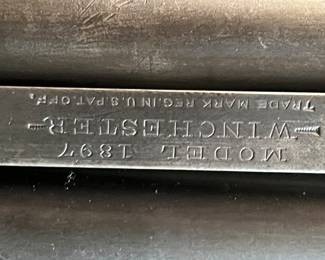 MODEL 1897
WINCHESTER
TRADE MARK REG. IN U.S. PAT. OFF.